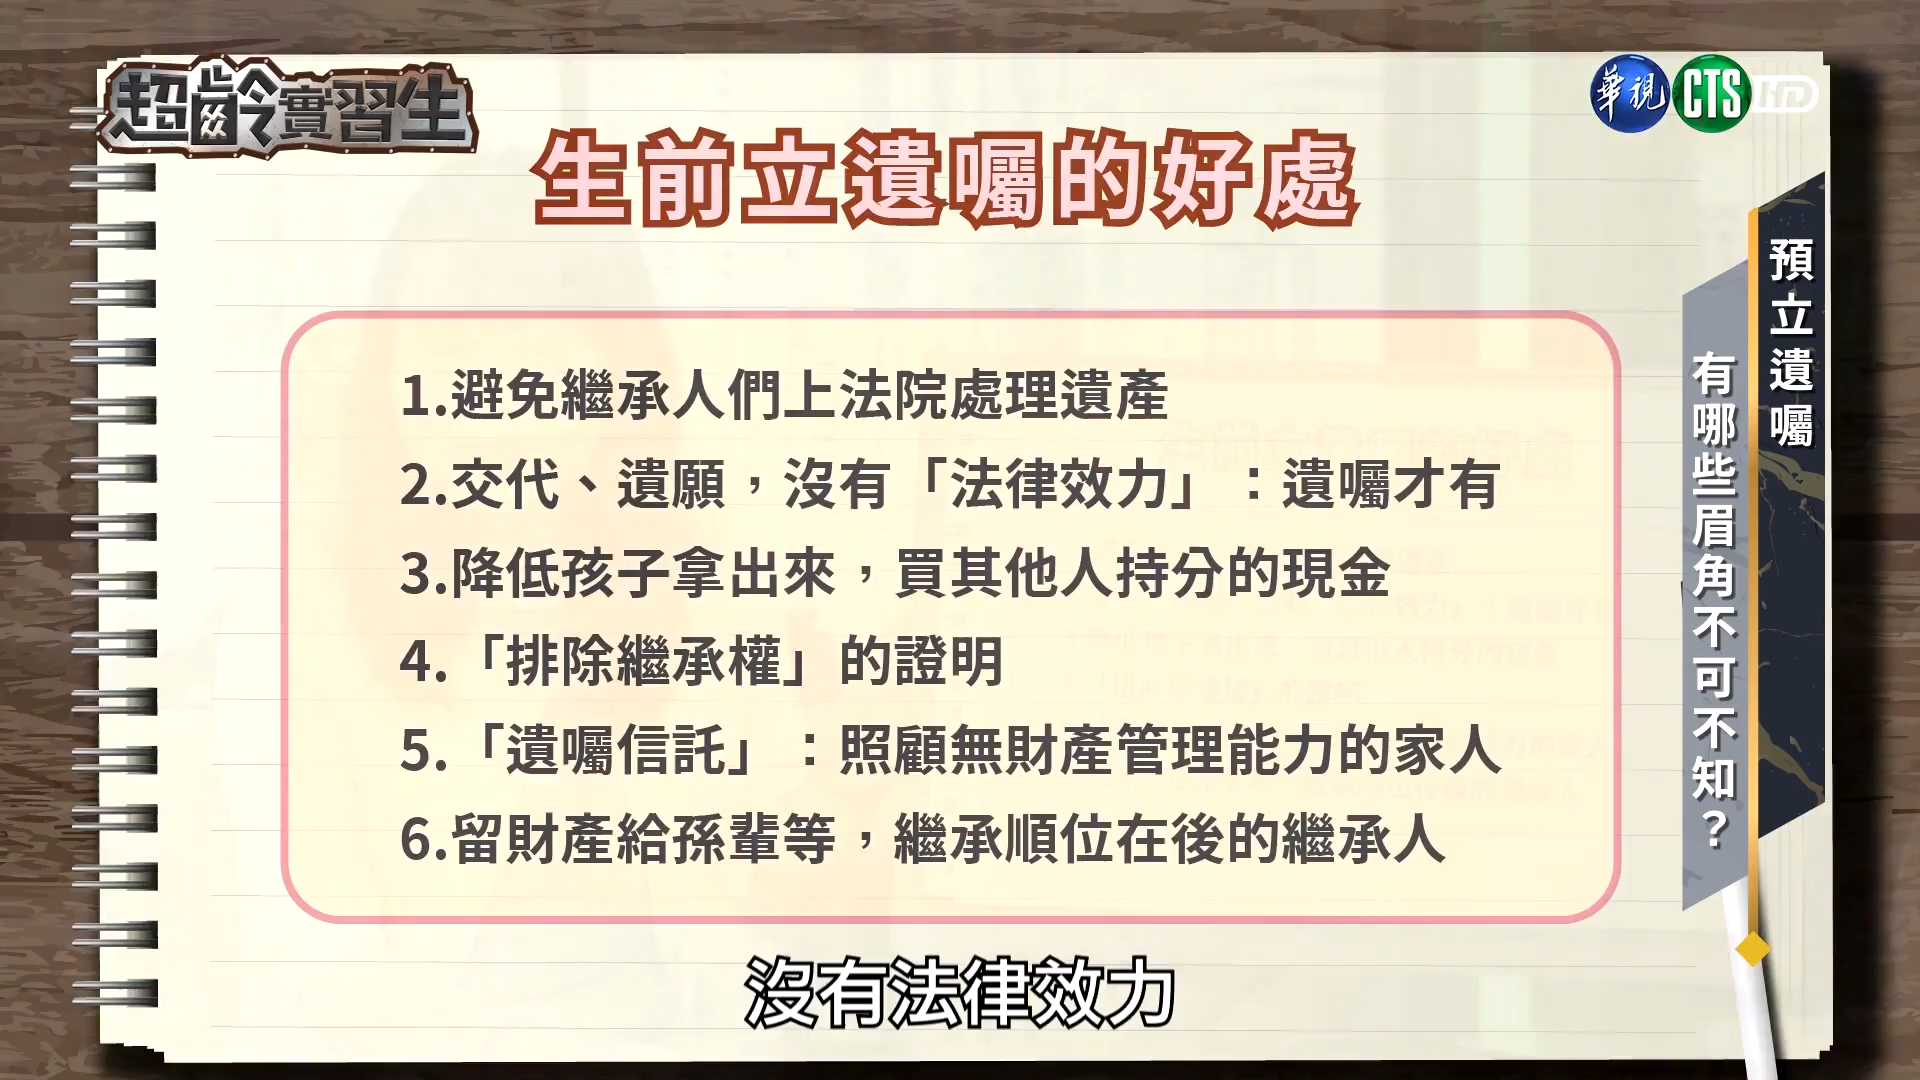 超齡實習生
華視 CTS HD
生前立遺囑的好處
1.避免繼承人們上法院處理遺產
2.交代、遺願，沒有「法律效力」：遺囑才有
3.降低孩子拿出來，買其他人持分的現金
4.「排除繼承權」的證明
5.「遺囑信託」：照顧無財產管理能力的家人
6.留財產給孫輩等，繼承順位在後的繼承人
預立遺囑
有哪些眉角不可不知？
沒有法律效力